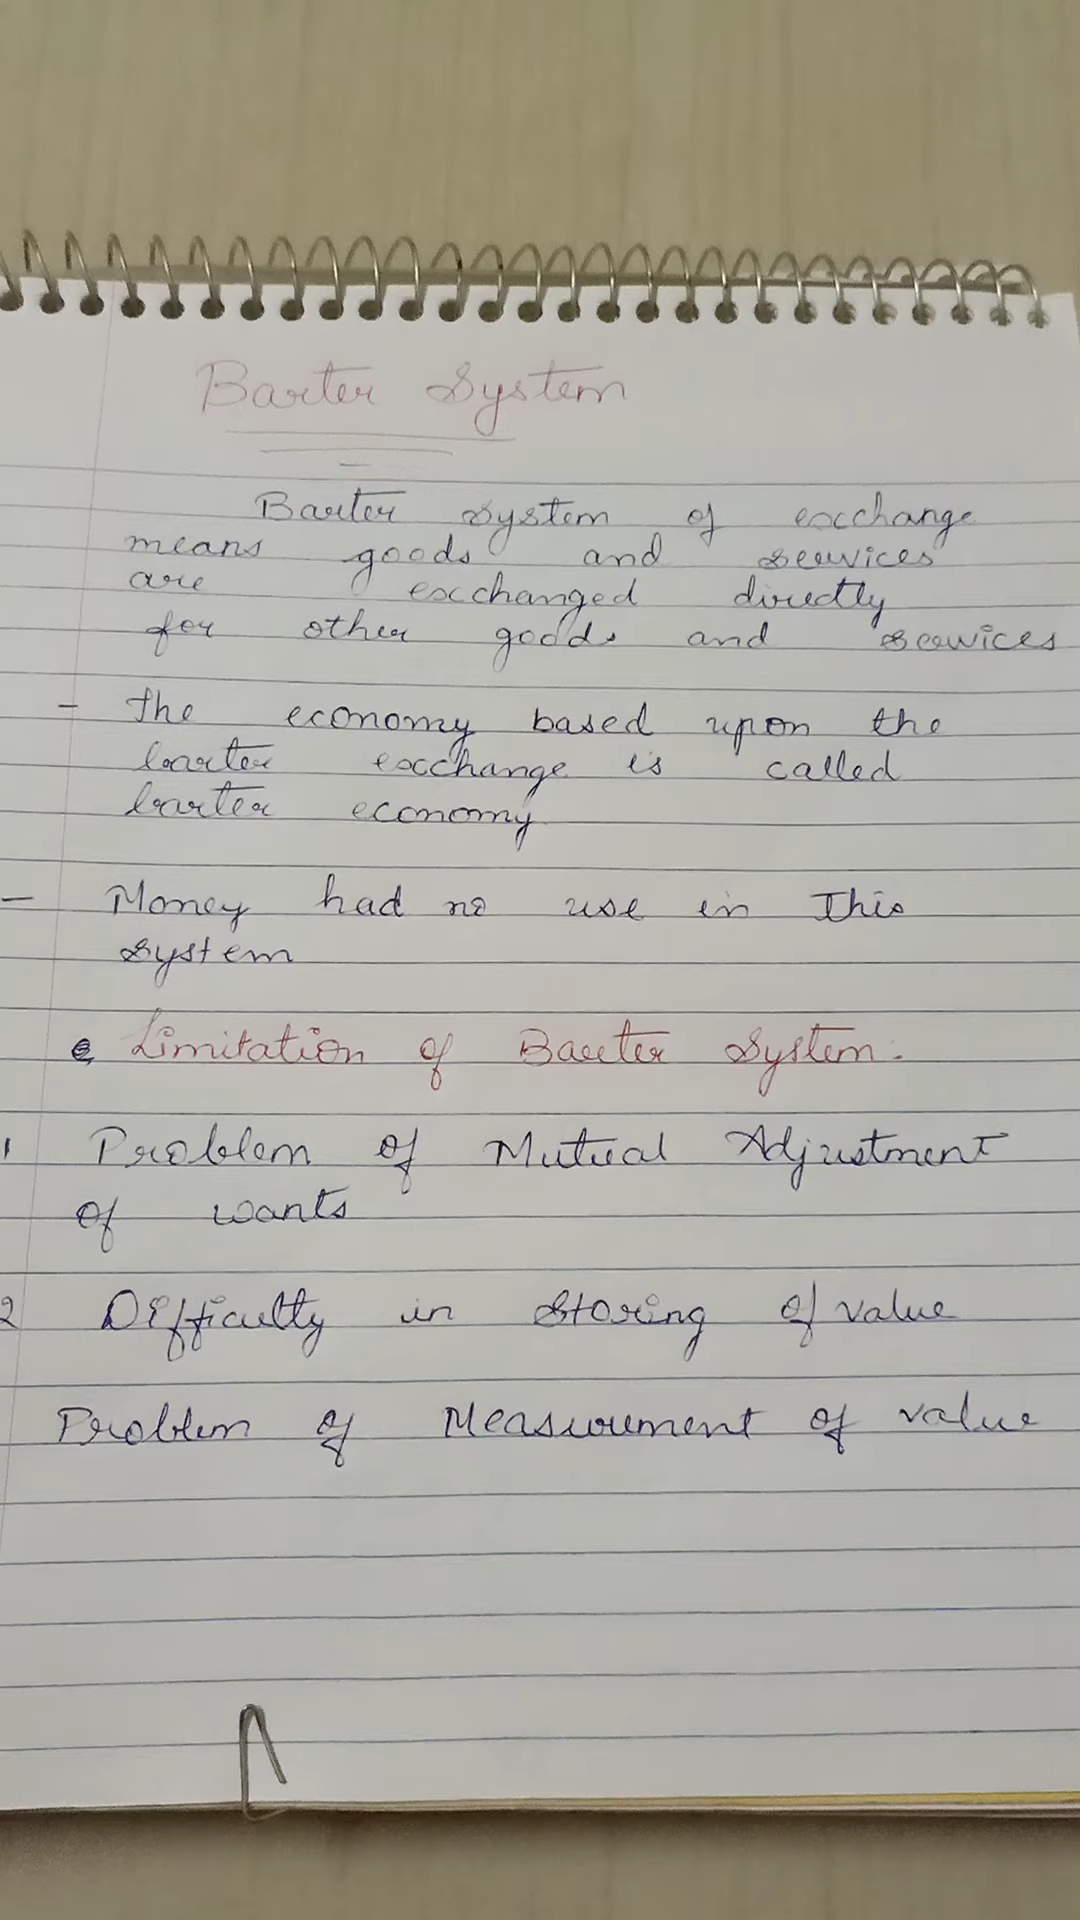 Barter System
Barter system of exchange
means goods and services
are exchanged directly
for other goods and services
- The economy based upon the
barter exchange is called
barter economy
- Money had no use in This
system
Limitation of Barter System.
1 Problem of Mutual Adjustment
of wants
2 Difficulty in Storing of value
Problem of Measurement of value